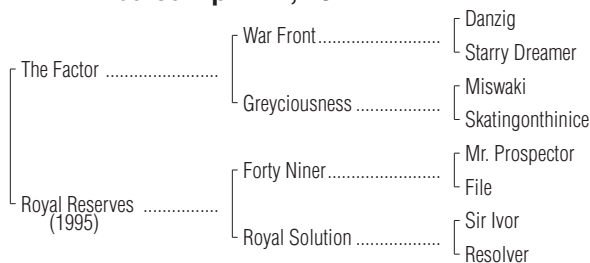 Danzig
War Front........................
Starry Dreamer
The Factor ......................
Miswaki
Greyciousness .................
Skatingonthinice
Mr. Prospector
Forty Niner......................
File
Royal Reserves ...............
(1995)
Sir Ivor
Royal Solution .................
Resolver